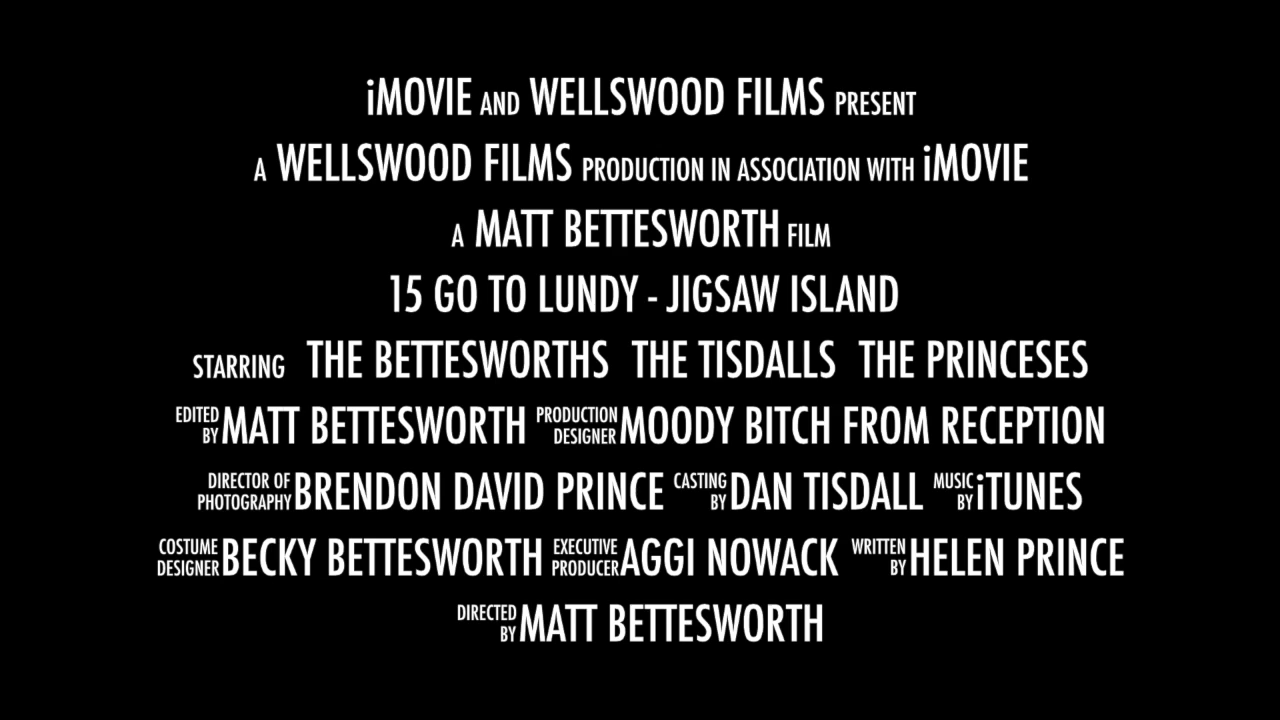 iMOVIE AND WELLSWOOD FILMS PRESENT
A WELLSWOOD FILMS PRODUCTION IN ASSOCIATION WITH iMOVIE
A MATT BETTESWORTH FILM
15 GO TO LUNDY - JIGSAW ISLAND
STARRING THE BETTESWORTHS THE TISDALLS THE PRINCESES
EDITED BY MATT BETTESWORTH PRODUCTION DESIGNER MOODY BITCH FROM RECEPTION
DIRECTOR OF PHOTOGRAPHY BRENDON DAVID PRINCE CASTING BY DAN TISDALL MUSIC BY iTUNES
COSTUME DESIGNER BECKY BETTESWORTH EXECUTIVE PRODUCER AGGI NOWACK WRITTEN BY HELEN PRINCE
DIRECTED BY MATT BETTESWORTH